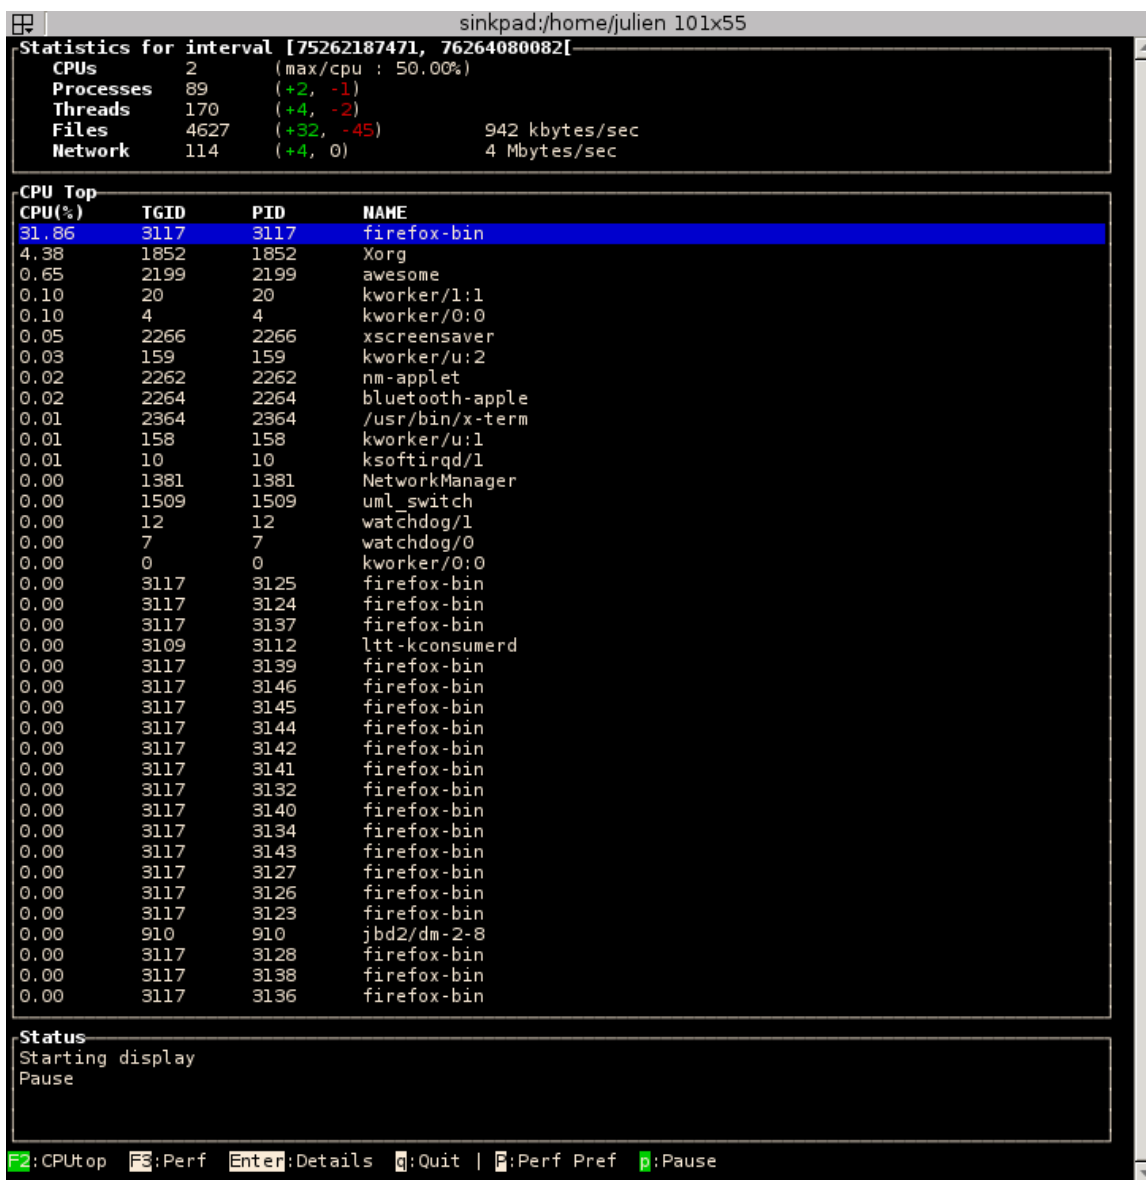 sinkpad:/home/julien 101x55
Statistics for interval [75262187471, 76264080082[
CPUs 2 (max/cpu : 50.00%)
Processes 89 (+2, -1)
Threads 170 (+4, -2)
Files 4627 (+32, -45) 942 kbytes/sec
Network 114 (+4, 0) 4 Mbytes/sec
CPU Top
CPU(%) TGID PID NAME
31.86 3117 3117 firefox-bin
4.38 1852 1852 Xorg
0.65 2199 2199 awesome
0.10 20 20 kworker/1:1
0.10 4 4 kworker/0:0
0.05 2266 2266 xscreensaver
0.03 159 159 kworker/u:2
0.02 2262 2262 nm-applet
0.02 2264 2264 bluetooth-apple
0.01 2364 2364 /usr/bin/x-term
0.01 158 158 kworker/u:1
0.01 10 10 ksoftirqd/1
0.00 1381 1381 NetworkManager
0.00 1509 1509 uml_switch
0.00 12 12 watchdog/1
0.00 7 7 watchdog/0
0.00 0 0 kworker/0:0
0.00 3117 3125 firefox-bin
0.00 3117 3124 firefox-bin
0.00 3117 3137 firefox-bin
0.00 3109 3112 ltt-kconsumerd
0.00 3117 3139 firefox-bin
0.00 3117 3146 firefox-bin
0.00 3117 3145 firefox-bin
0.00 3117 3144 firefox-bin
0.00 3117 3142 firefox-bin
0.00 3117 3141 firefox-bin
0.00 3117 3132 firefox-bin
0.00 3117 3140 firefox-bin
0.00 3117 3134 firefox-bin
0.00 3117 3143 firefox-bin
0.00 3117 3127 firefox-bin
0.00 3117 3126 firefox-bin
0.00 3117 3123 firefox-bin
0.00 910 910 jbd2/dm-2-8
0.00 3117 3128 firefox-bin
0.00 3117 3138 firefox-bin
0.00 3117 3136 firefox-bin
Status
Starting display
Pause
F2:CPUtop F3:Perf Enter:Details q:Quit | P:Perf Pref p:Pause